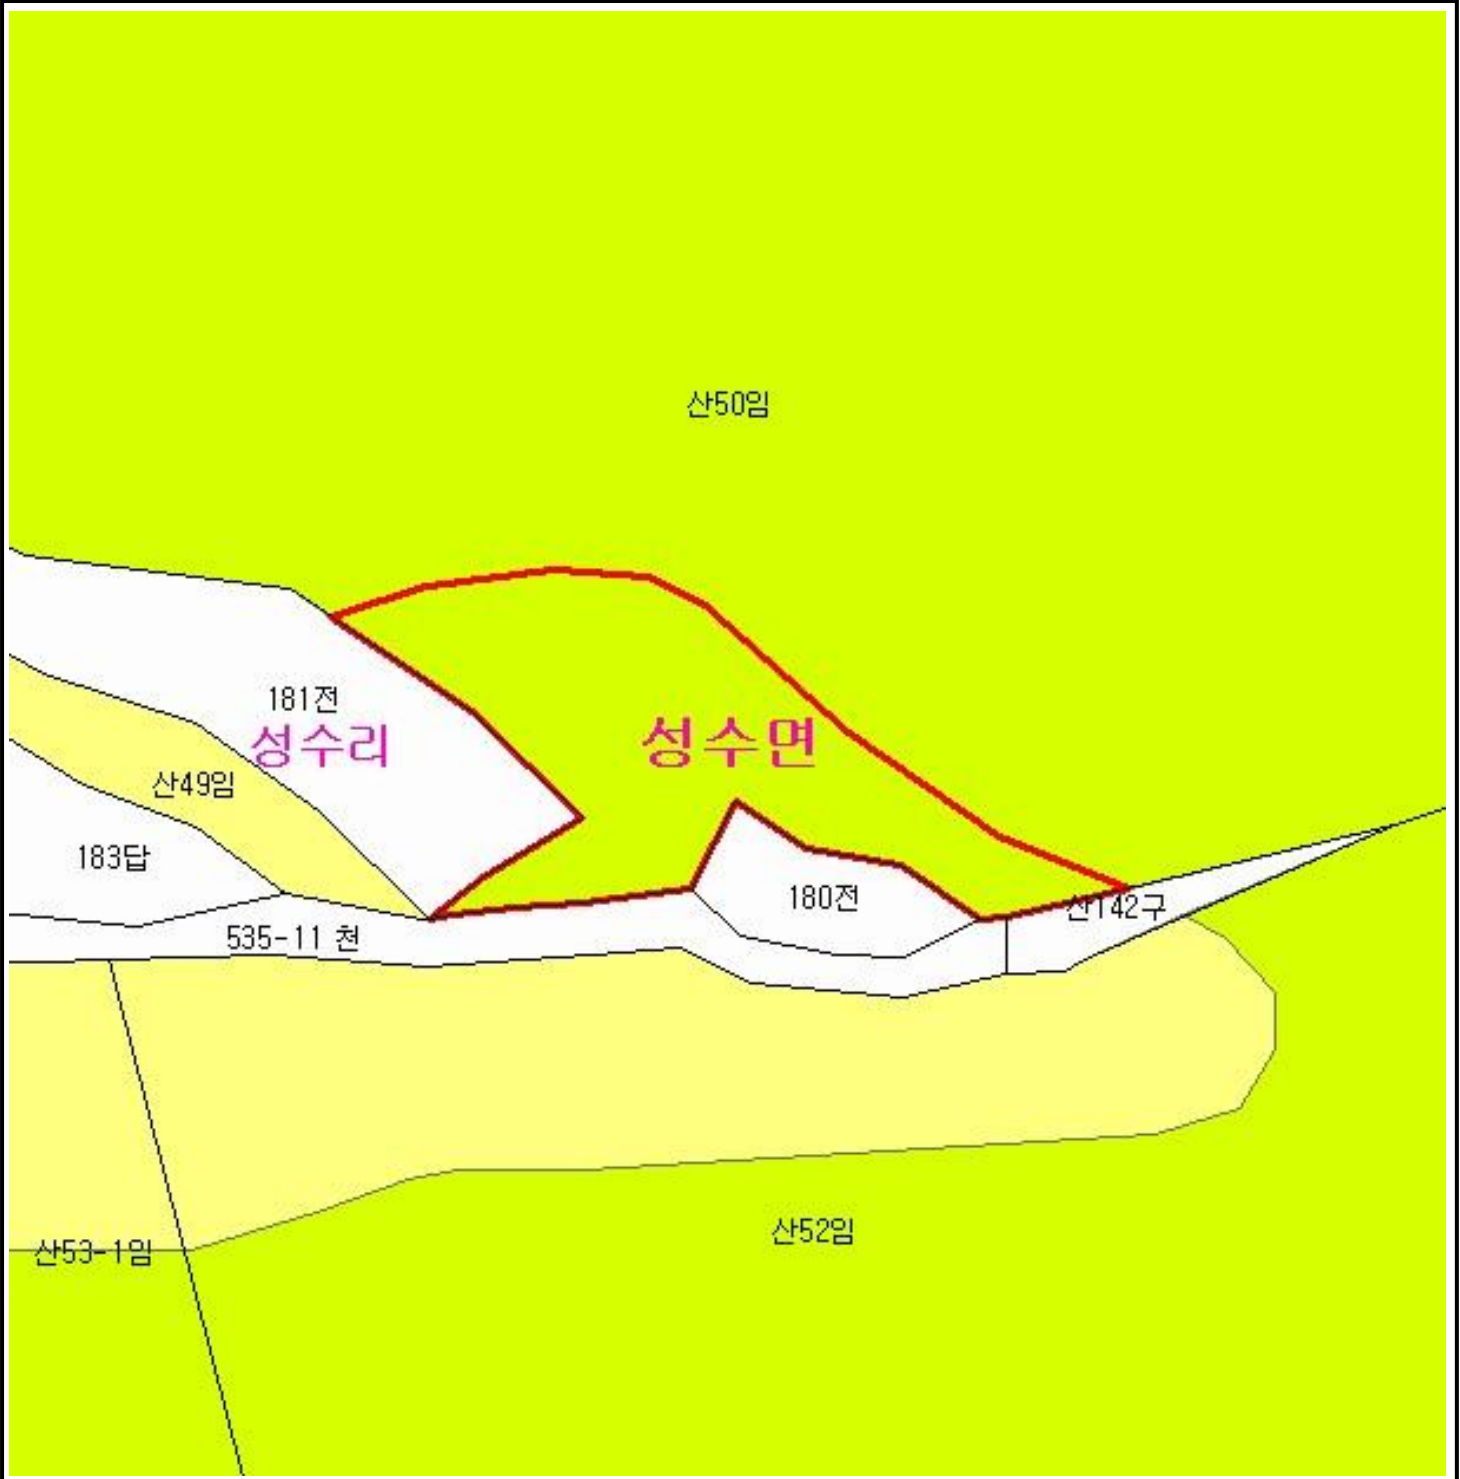 산50임
181전
성수리
성수면
산49임
183답
180전
산142구
535-11 천
산52임
산53-1임